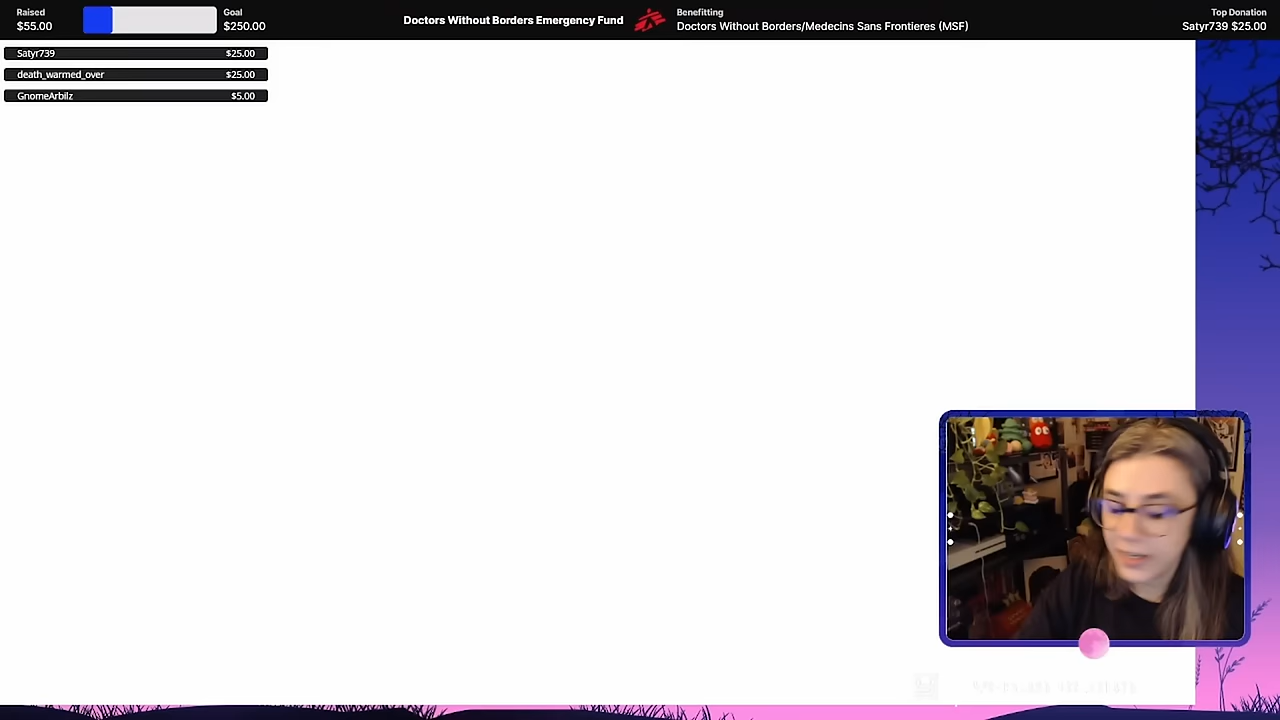 Raised
$55.00
Goal
$250.00
Doctors Without Borders Emergency Fund
Benefitting
Doctors Without Borders/Medecins Sans Frontieres (MSF)
Top Donation
Satyr739 $25.00
Satyr739 $25.00
death_warmed_over $25.00
GnomeArbilz $5.00